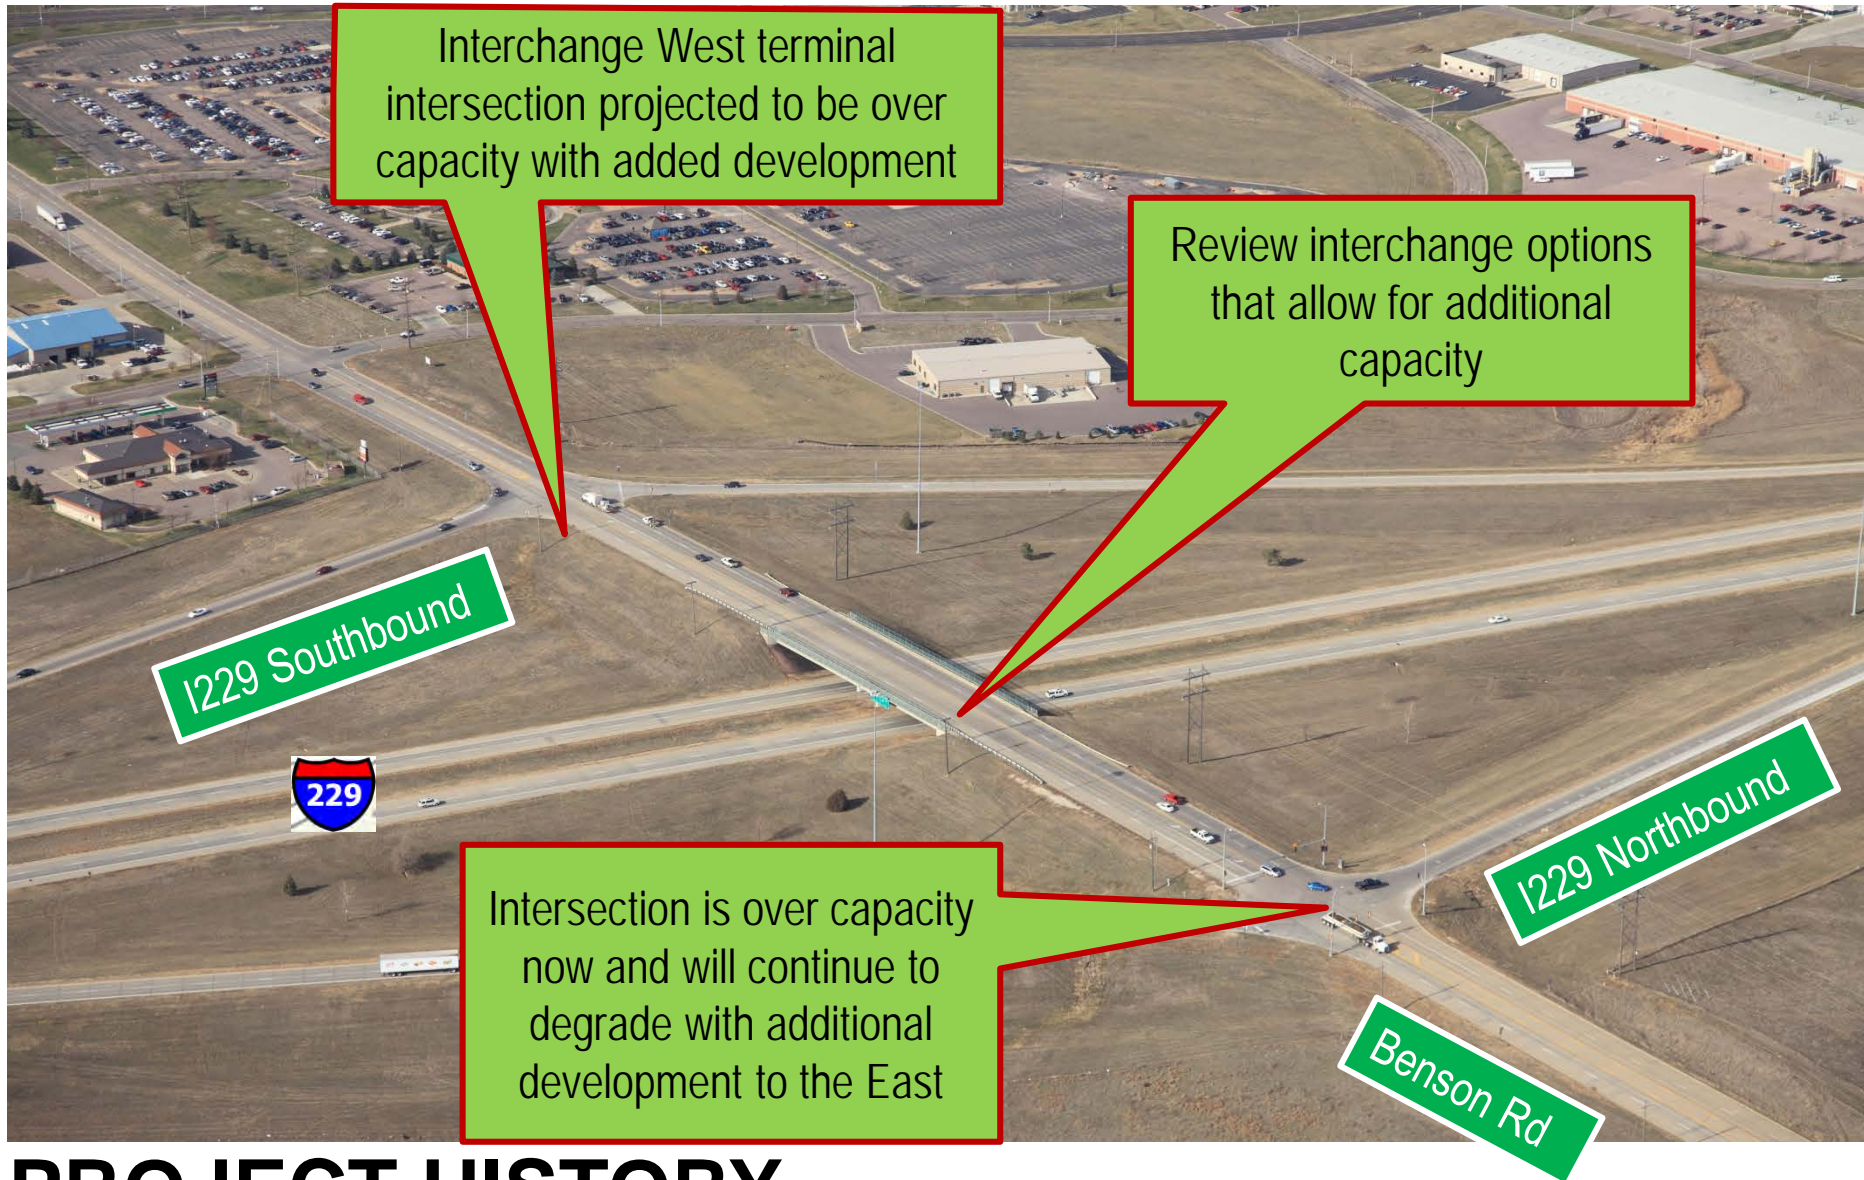 Interchange West terminal
intersection projected to be over
capacity with added development
Review interchange options
that allow for additional
capacity
I229 Southbound
229
I229 Northbound
Intersection is over capacity
now and will continue to
degrade with additional
development to the East
Benson Rd
PROJECT HISTORY